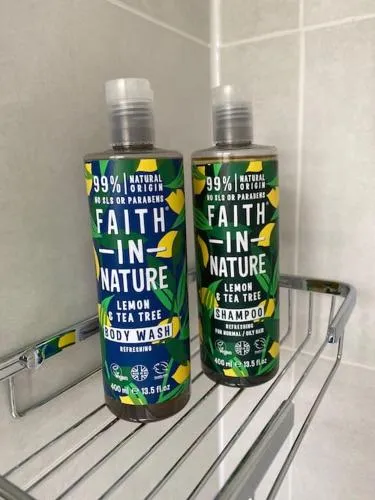 99% | NATURAL
ORIGIN
NO SLS OR PARABENS
FAITH
—IN—
NATURE
LEMON
& TEA TREE
BODY WASH
REFRESHING
Vegan
400 ml ℮ 13.5 fl.oz
99% | NATURAL
ORIGIN
NO SLS OR PARABENS
FAITH
—IN—
NATURE
LEMON
& TEA TREE
SHAMPOO
REFRESHING
FOR NORMAL / OILY HAIR
Vegan
400 ml ℮ 13.5 fl.oz